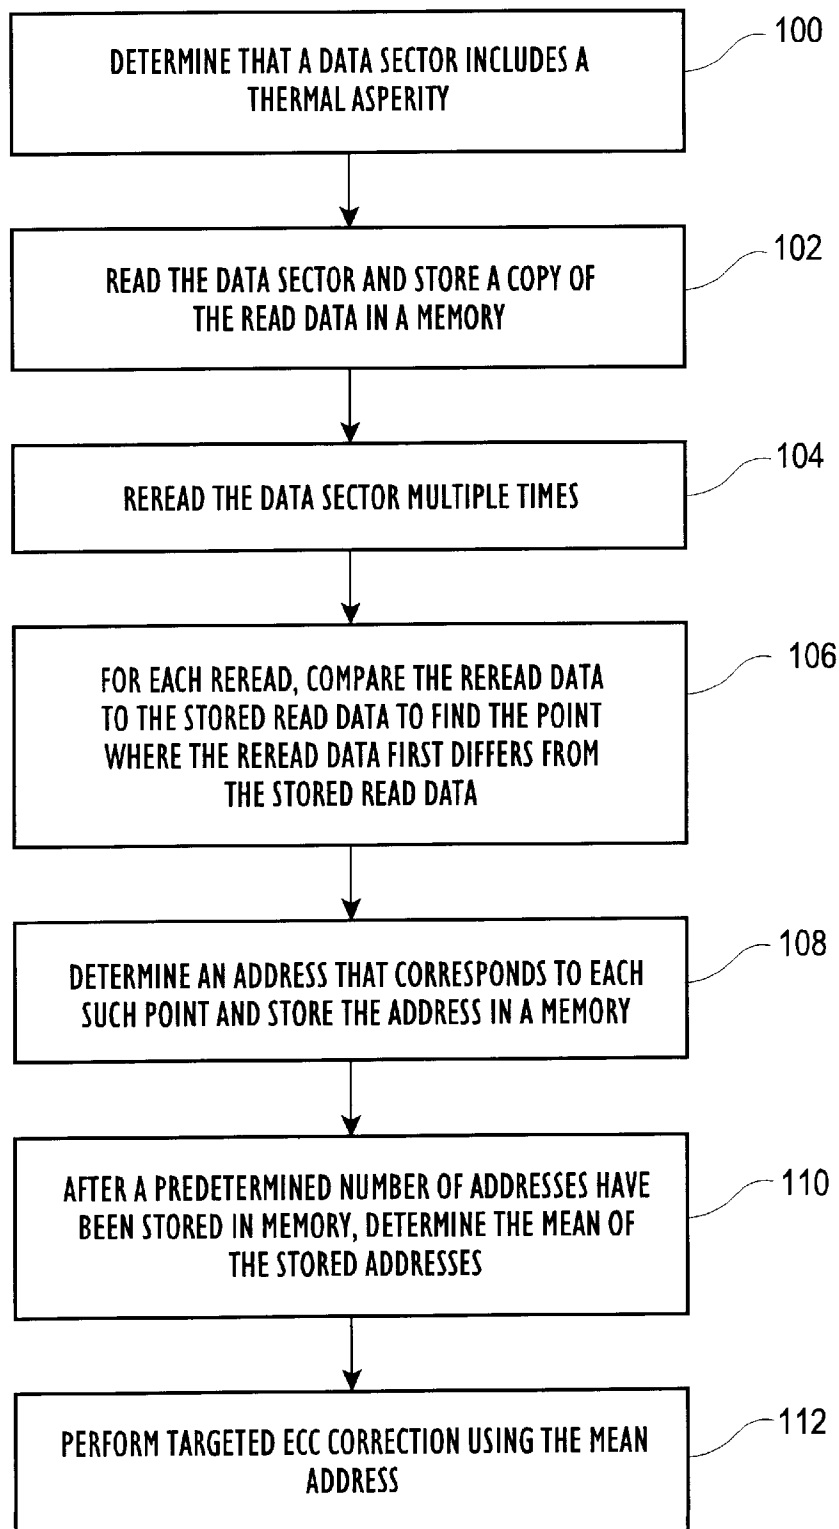 100
DETERMINE THAT A DATA SECTOR INCLUDES A
THERMAL ASPERITY
102
READ THE DATA SECTOR AND STORE A COPY OF
THE READ DATA IN A MEMORY
104
REREAD THE DATA SECTOR MULTIPLE TIMES
106
FOR EACH REREAD, COMPARE THE REREAD DATA
TO THE STORED READ DATA TO FIND THE POINT
WHERE THE REREAD DATA FIRST DIFFERS FROM
THE STORED READ DATA
108
DETERMINE AN ADDRESS THAT CORRESPONDS TO EACH
SUCH POINT AND STORE THE ADDRESS IN A MEMORY
110
AFTER A PREDETERMINED NUMBER OF ADDRESSES HAVE
BEEN STORED IN MEMORY, DETERMINE THE MEAN OF
THE STORED ADDRESSES
112
PERFORM TARGETED ECC CORRECTION USING THE MEAN
ADDRESS